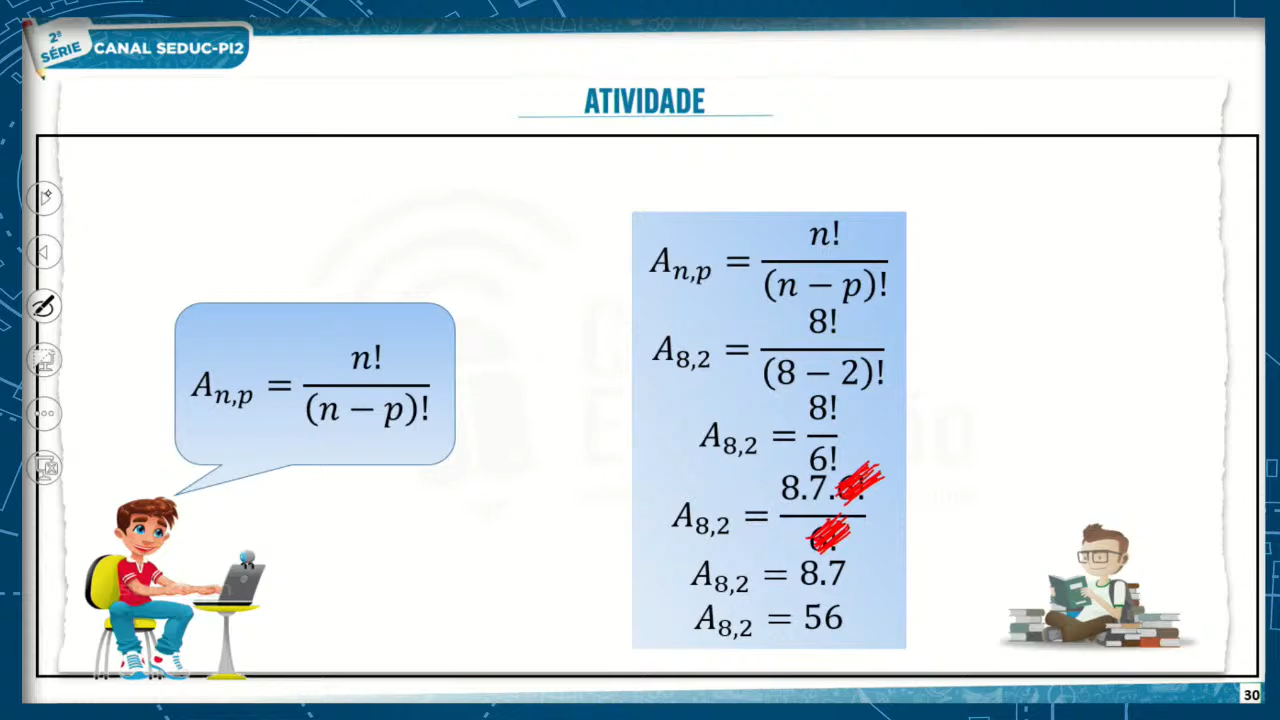 2ª SÉRIE
CANAL SEDUC-PI2
ATIVIDADE
A_{n,p} = n! / (n − p)!
A_{n,p} = n! / (n − p)!
A_{8,2} = 8! / (8 − 2)!
A_{8,2} = 8! / 6!
A_{8,2} = 8.7.6! / 6!
A_{8,2} = 8.7
A_{8,2} = 56
30